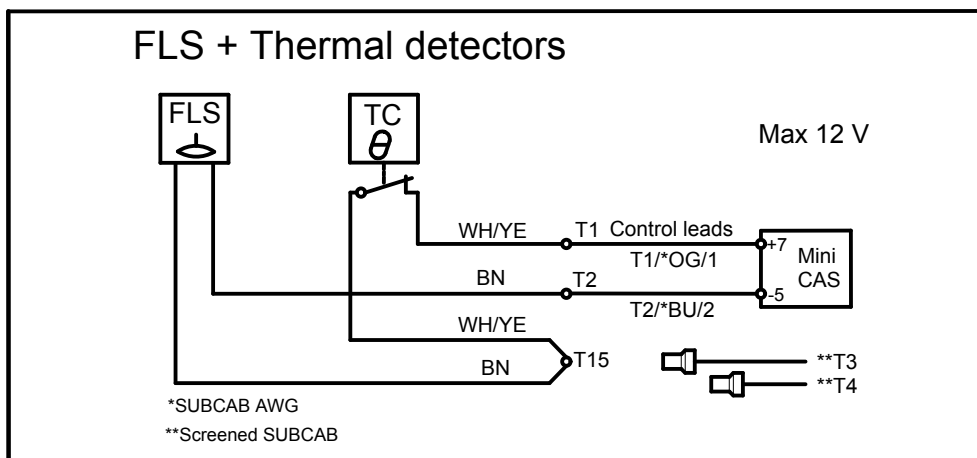 FLS + Thermal detectors
FLS
TC
θ
Max 12 V
WH/YE
T1
Control leads
+7
T1/*OG/1
Mini
CAS
BN
T2
-5
T2/*BU/2
WH/YE
T15
BN
**T3
**T4
*SUBCAB AWG
**Screened SUBCAB